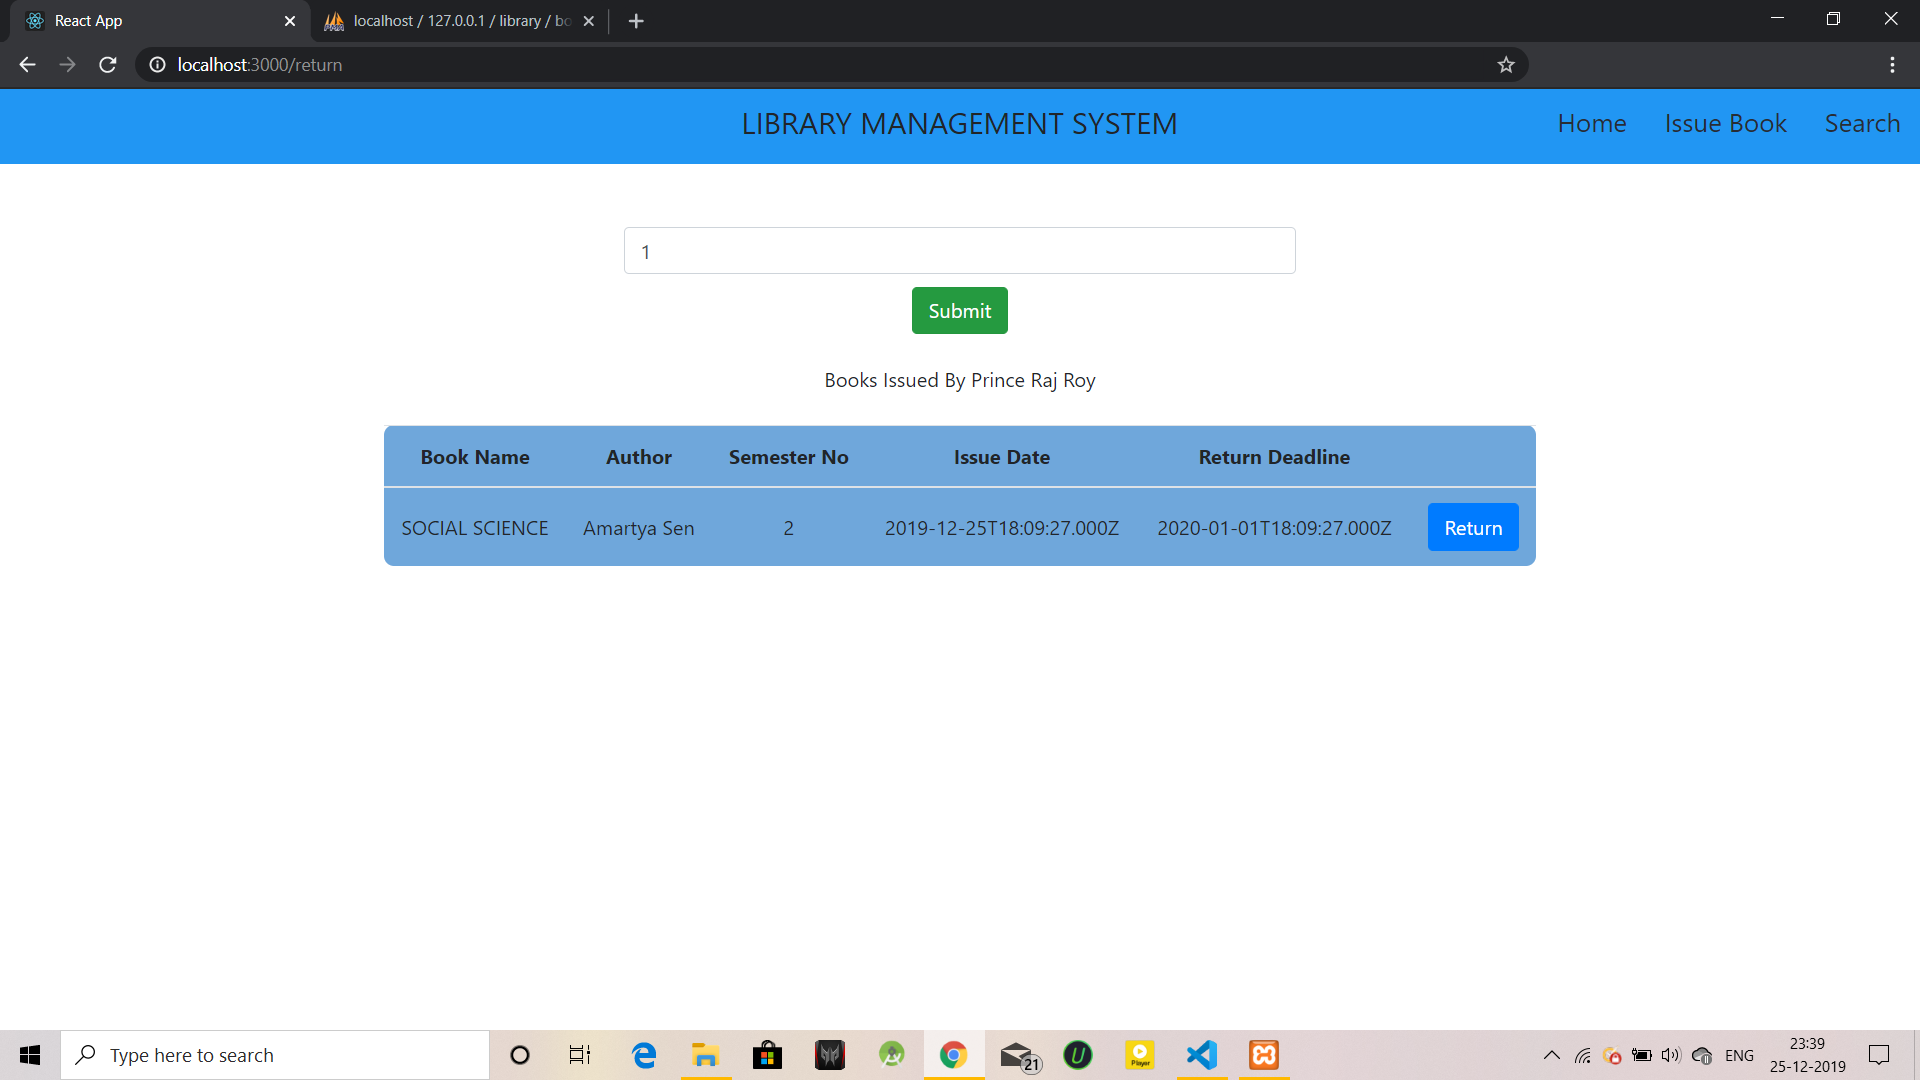 React App
localhost / 127.0.0.1 / library / bo
localhost:3000/return
LIBRARY MANAGEMENT SYSTEM
Home Issue Book Search
1
Submit
Books Issued By Prince Raj Roy
Book Name Author Semester No Issue Date Return Deadline
SOCIAL SCIENCE Amartya Sen 2 2019-12-25T18:09:27.000Z 2020-01-01T18:09:27.000Z Return
Type here to search
21
Player
ENG
23:39
25-12-2019